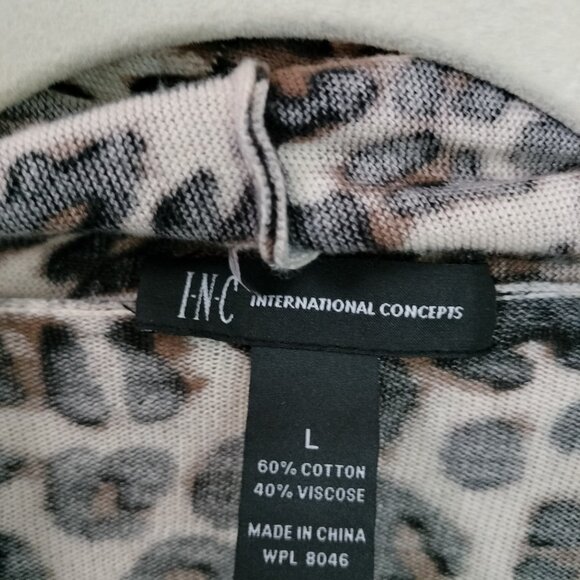 I·N·C INTERNATIONAL CONCEPTS
L
60% COTTON
40% VISCOSE
MADE IN CHINA
WPL 8046